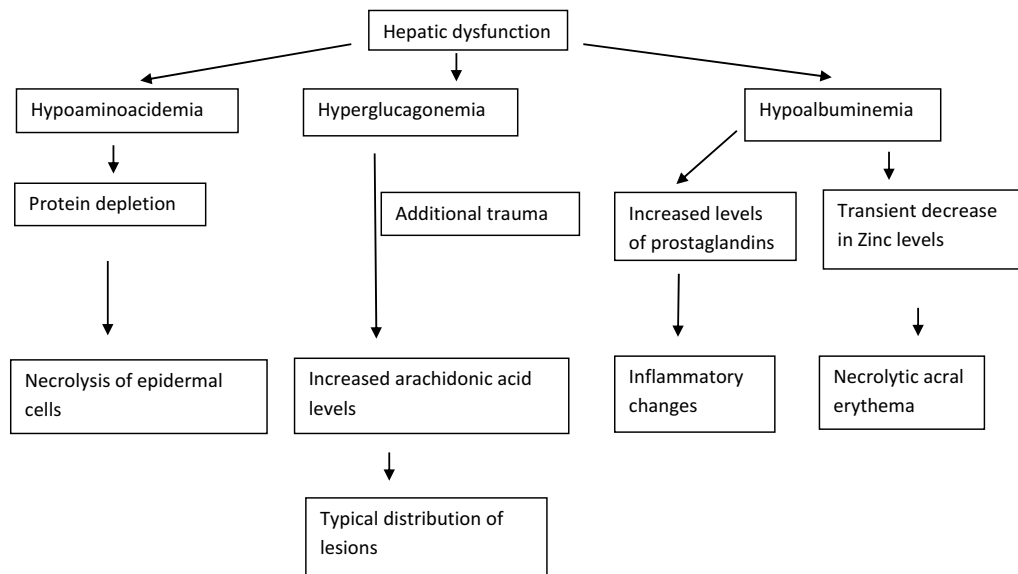 Hepatic dysfunction
Hypoaminoacidemia
Hyperglucagonemia
Hypoalbuminemia
Protein depletion
Additional trauma
Increased levels
of prostaglandins
Transient decrease
in Zinc levels
Necrolysis of epidermal
cells
Increased arachidonic acid
levels
Inflammatory
changes
Necrolytic acral
erythema
Typical distribution of
lesions